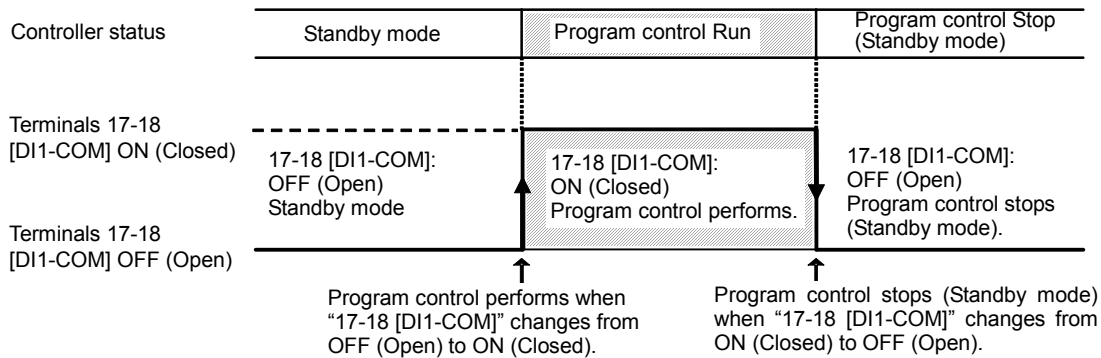 Controller status
Standby mode
Program control Run
Program control Stop
(Standby mode)
Terminals 17-18
[DI1-COM] ON (Closed)
17-18 [DI1-COM]:
OFF (Open)
Standby mode
17-18 [DI1-COM]:
ON (Closed)
Program control performs.
17-18 [DI1-COM]:
OFF (Open)
Program control stops
(Standby mode).
Terminals 17-18
[DI1-COM] OFF (Open)
Program control performs when
“17-18 [DI1-COM]” changes from
OFF (Open) to ON (Closed).
Program control stops (Standby mode)
when “17-18 [DI1-COM]” changes from
ON (Closed) to OFF (Open).